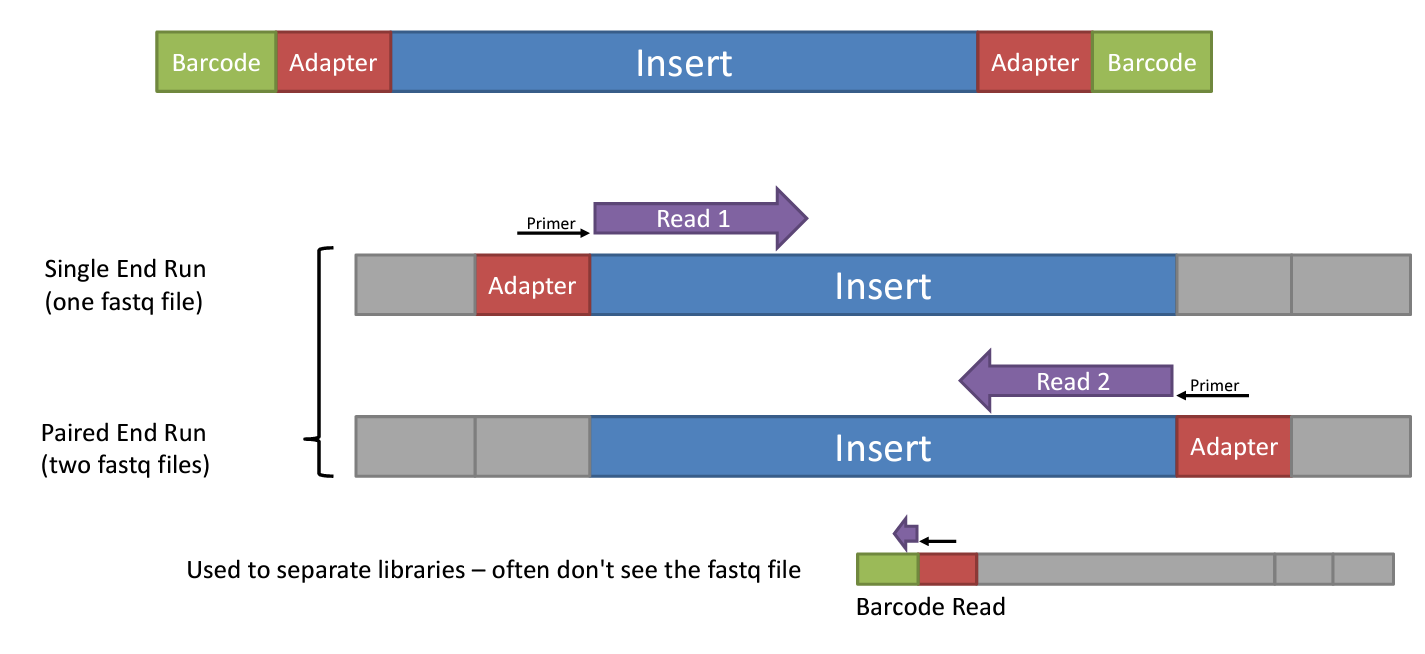 Barcode Adapter Insert Adapter Barcode
Primer Read 1
Single End Run
(one fastq file)
Adapter Insert
Read 2 Primer
Paired End Run
(two fastq files)
Insert Adapter
Used to separate libraries – often don't see the fastq file
Barcode Read